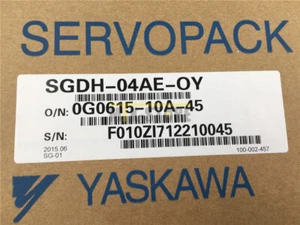 SERVOPACK
SGDH-04AE-OY
O/N: 0G0615-10A-45
S/N: F010ZI712210045
2015.06
SG-01
100-002-457
YASKAWA